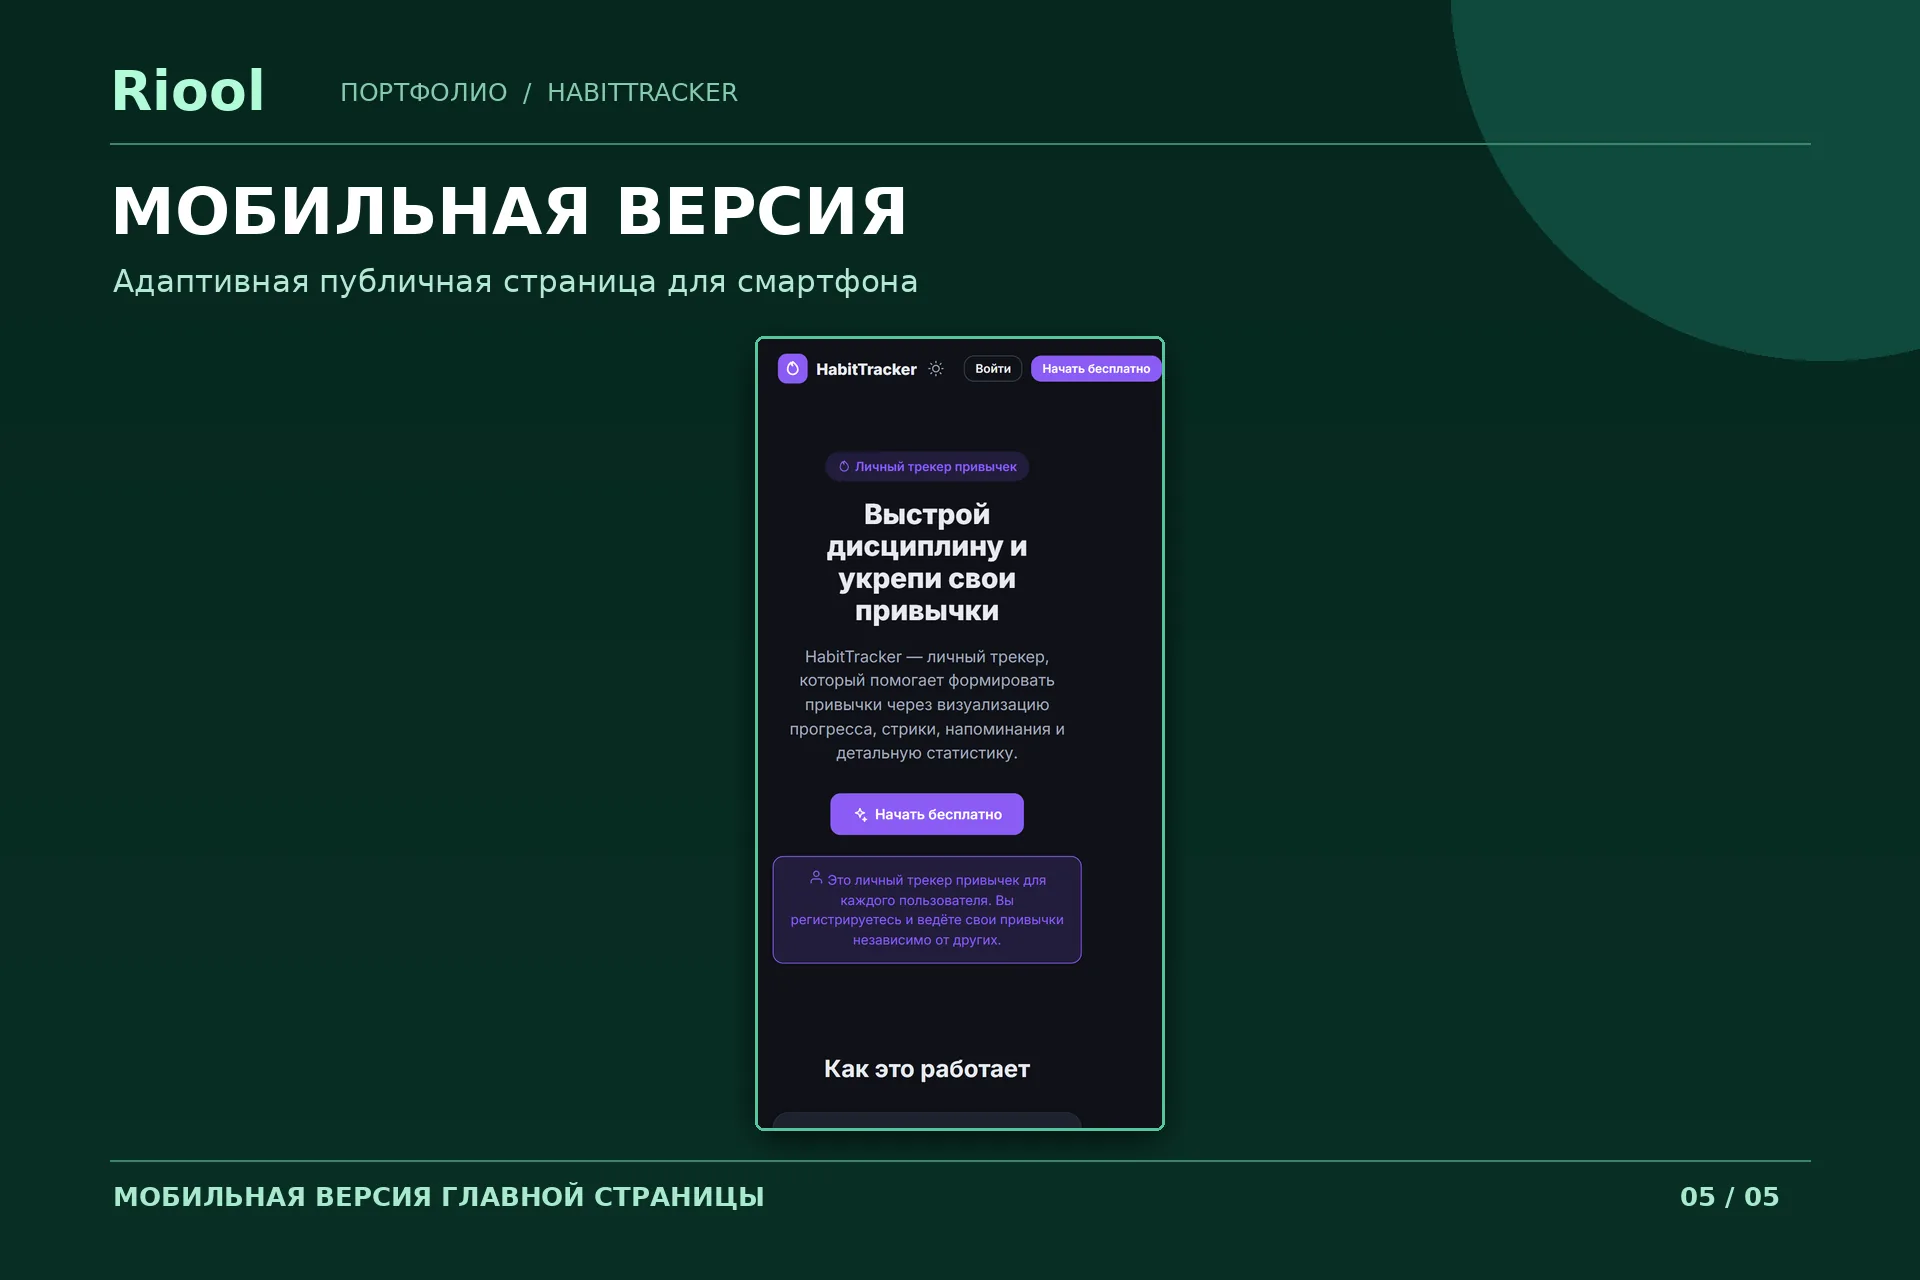 Riool
ПОРТФОЛИО / HABITTRACKER
МОБИЛЬНАЯ ВЕРСИЯ
Адаптивная публичная страница для смартфона
HabitTracker
Войти
Начать бесплатно
Личный трекер привычек
Выстрой
дисциплину и
укрепи свои
привычки
HabitTracker — личный трекер,
который помогает формировать
привычки через визуализацию
прогресса, стрики, напоминания и
детальную статистику.
Начать бесплатно
Это личный трекер привычек для
каждого пользователя. Вы
регистрируетесь и ведёте свои привычки
независимо от других.
Как это работает
МОБИЛЬНАЯ ВЕРСИЯ ГЛАВНОЙ СТРАНИЦЫ
05 / 05